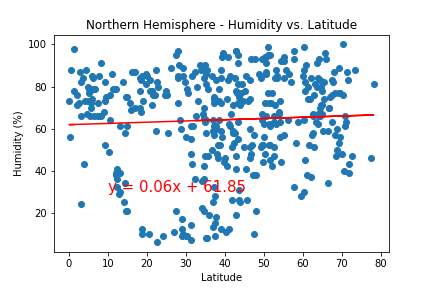 Northern Hemisphere - Humidity vs. Latitude
100
80
60
40
20
Humidity (%)
y = 0.06x + 61.85
0 10 20 30 40 50 60 70 80
Latitude